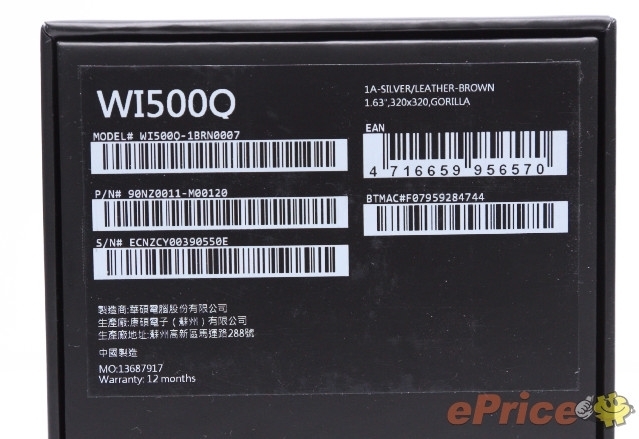 WI500Q
MODEL# WI500Q-1BRN0007
P/N# 90NZ0011-M00120
S/N# ECNZCY00390550E
1A-SILVER/LEATHER-BROWN
1.63",320x320,GORILLA
EAN
4 716659 956570
BTMAC#F07959284744
製造商:華碩電腦股份有限公司
生產廠:康碩電子（蘇州）有限公司
生產廠地址:蘇州高新區馬運路288號
中國製造
MO:13687917
Warranty: 12 months
ePrice